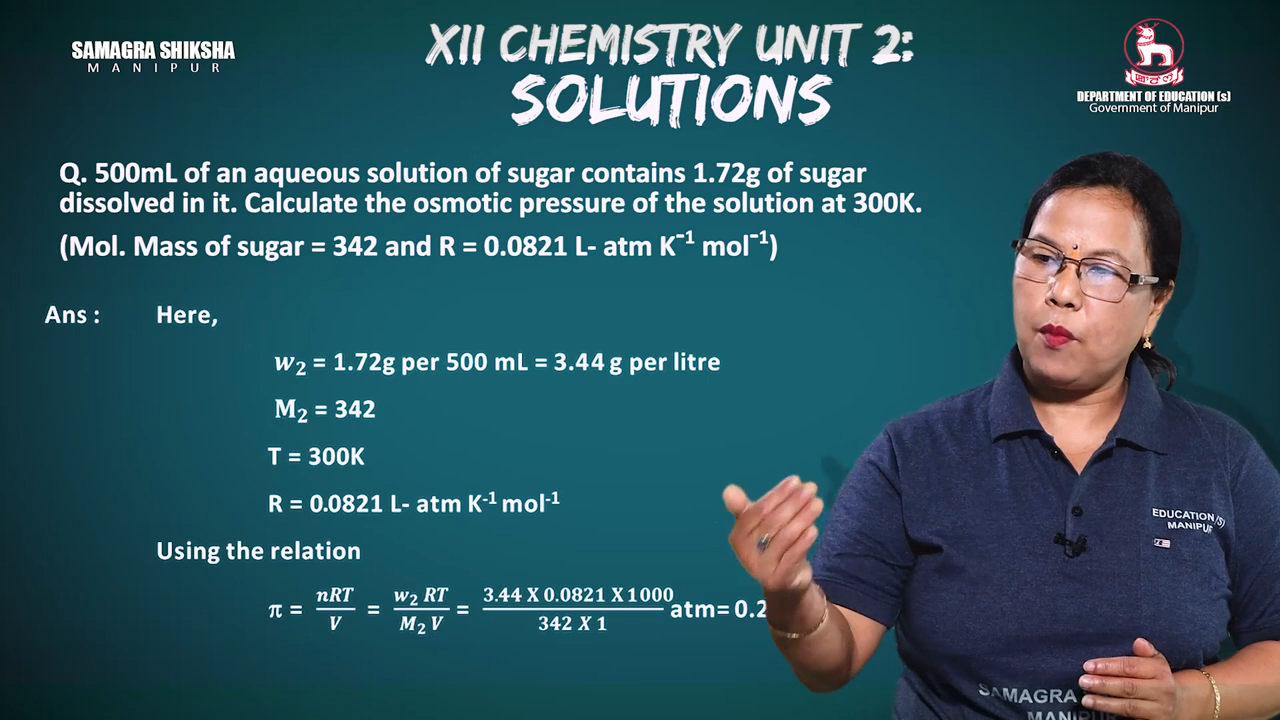 SAMAGRA SHIKSHA
MANIPUR
XII CHEMISTRY UNIT 2:
SOLUTIONS
DEPARTMENT OF EDUCATION (s)
Government of Manipur
Q. 500mL of an aqueous solution of sugar contains 1.72g of sugar
dissolved in it. Calculate the osmotic pressure of the solution at 300K.
(Mol. Mass of sugar = 342 and R = 0.0821 L- atm K⁻¹ mol⁻¹)
Ans : Here,
w₂ = 1.72g per 500 mL = 3.44 g per litre
M₂ = 342
T = 300K
R = 0.0821 L- atm K⁻¹ mol⁻¹
Using the relation
π = nRT/V = w₂ RT/M₂ V = 3.44 X 0.0821 X 1000/342 X 1 atm= 0.2
EDUCATION (S)
MANIPUR
SAMAGRA
MANIPUR